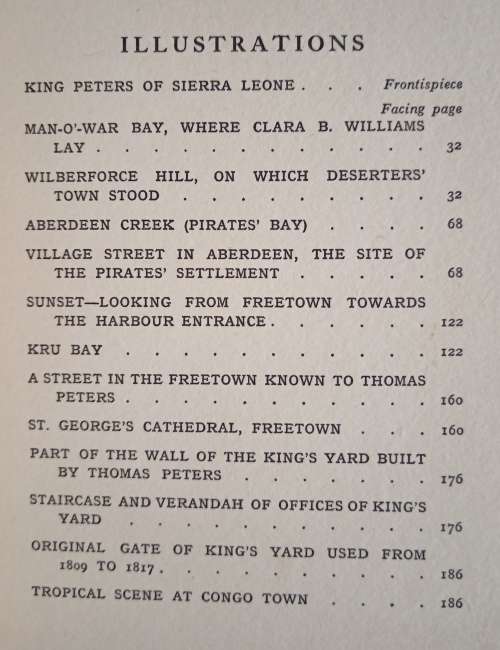 ILLUSTRATIONS
KING PETERS OF SIERRA LEONE . . . Frontispiece
Facing page
MAN-O'-WAR BAY, WHERE CLARA B. WILLIAMS
LAY . . . . . . . . . . . . 32
WILBERFORCE HILL, ON WHICH DESERTERS'
TOWN STOOD . . . . . . . . . 32
ABERDEEN CREEK (PIRATES' BAY) . . . . 68
VILLAGE STREET IN ABERDEEN, THE SITE OF
THE PIRATES' SETTLEMENT . . . . . 68
SUNSET—LOOKING FROM FREETOWN TOWARDS
THE HARBOUR ENTRANCE . . . . . . 122
KRU BAY . . . . . . . . . . . 122
A STREET IN THE FREETOWN KNOWN TO THOMAS
PETERS . . . . . . . . . . . 160
ST. GEORGE'S CATHEDRAL, FREETOWN . . . 160
PART OF THE WALL OF THE KING'S YARD BUILT
BY THOMAS PETERS . . . . . . . 176
STAIRCASE AND VERANDAH OF OFFICES OF KING'S
YARD . . . . . . . . . . . 176
ORIGINAL GATE OF KING'S YARD USED FROM
1809 TO 1817 . . . . . . . . . . 186
TROPICAL SCENE AT CONGO TOWN . . . . 186